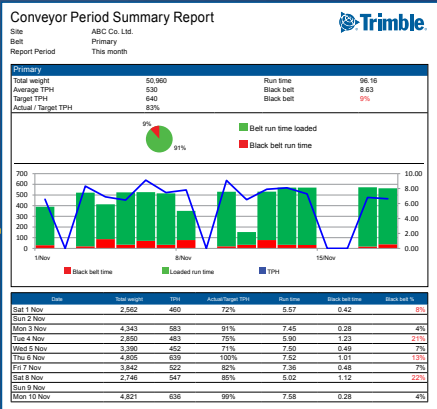 Conveyor Period Summary Report
Trimble
Site ABC Co. Ltd.
Belt Primary
Report Period This month
Primary
Total weight 50,960 Run time 96.16
Average TPH 530 Black belt 8.63
Target TPH 640 Black belt 9%
Actual / Target TPH 83%
9%
91%
Belt run time loaded
Black belt run time
700 10.00
600 8.00
500
400 6.00
300 4.00
200
100 2.00
0 0.00
1/Nov 8/Nov 15/Nov
Black belt time Loaded run time TPH
Date Total weight TPH Actual/Target TPH Run time Black belt time Black belt %
Sat 1 Nov 2,562 460 72% 5.57 0.42 8%
Sun 2 Nov
Mon 3 Nov 4,343 583 91% 7.45 0.28 4%
Tue 4 Nov 2,850 483 75% 5.90 1.23 21%
Wed 5 Nov 3,390 452 71% 7.50 0.49 7%
Thu 6 Nov 4,805 639 100% 7.52 1.01 13%
Fri 7 Nov 3,842 522 82% 7.36 0.48 7%
Sat 8 Nov 2,746 547 85% 5.02 1.12 22%
Sun 9 Nov
Mon 10 Nov 4,821 636 99% 7.58 0.28 4%